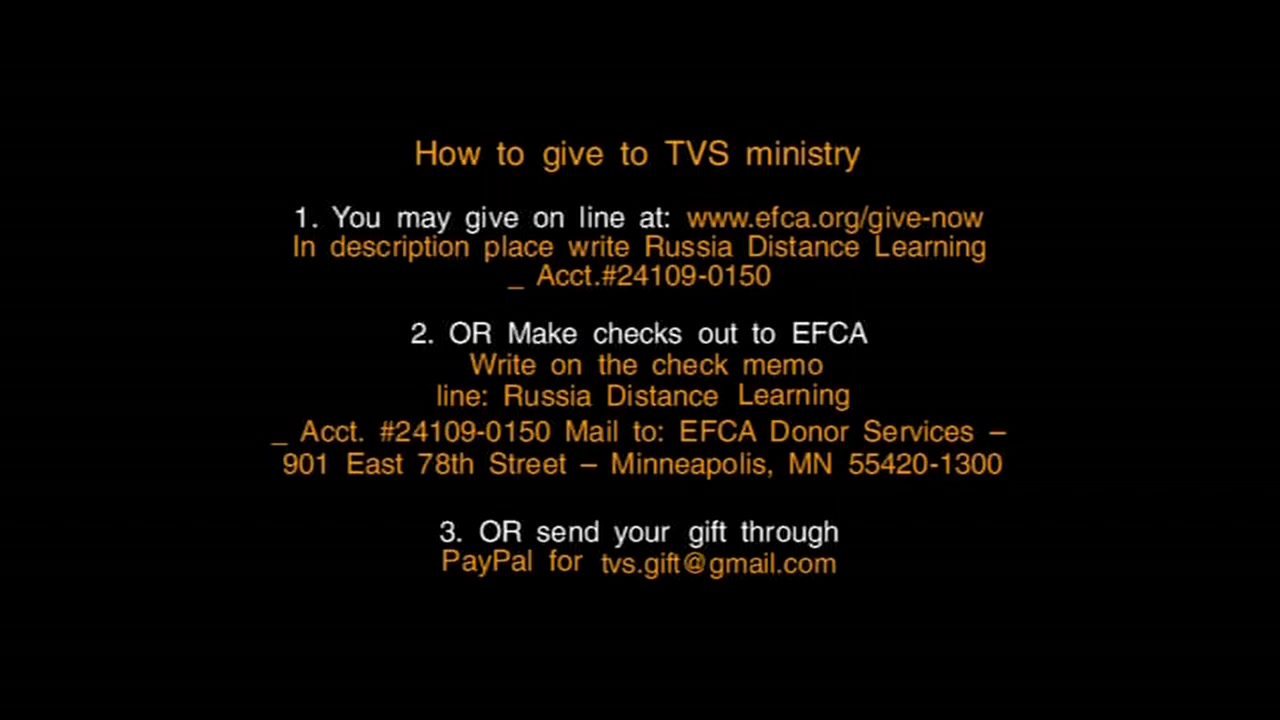 How to give to TVS ministry
1. You may give on line at: www.efca.org/give-now
In description place write Russia Distance Learning
_ Acct.#24109-0150
2. OR Make checks out to EFCA
Write on the check memo
line: Russia Distance Learning
_ Acct. #24109-0150 Mail to: EFCA Donor Services –
901 East 78th Street – Minneapolis, MN 55420-1300
3. OR send your gift through
PayPal for tvs.gift@gmail.com